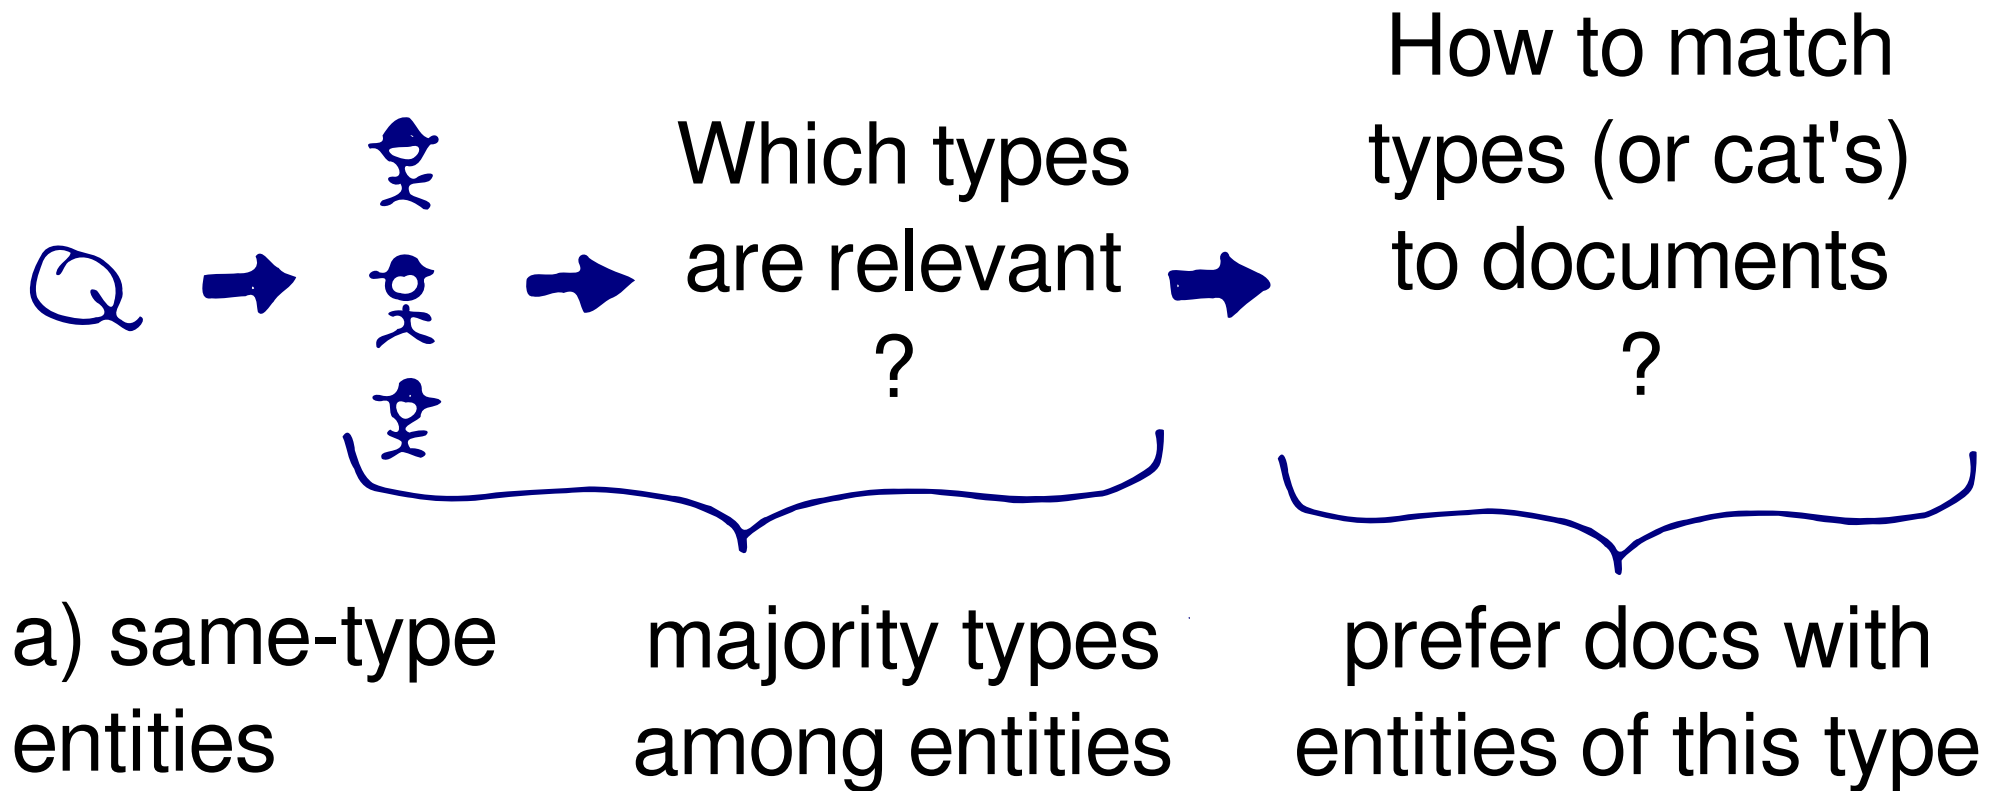 Q
Which types
are relevant
?
How to match
types (or cat's)
to documents
?
a) same-type
entities
majority types
among entities
prefer docs with
entities of this type